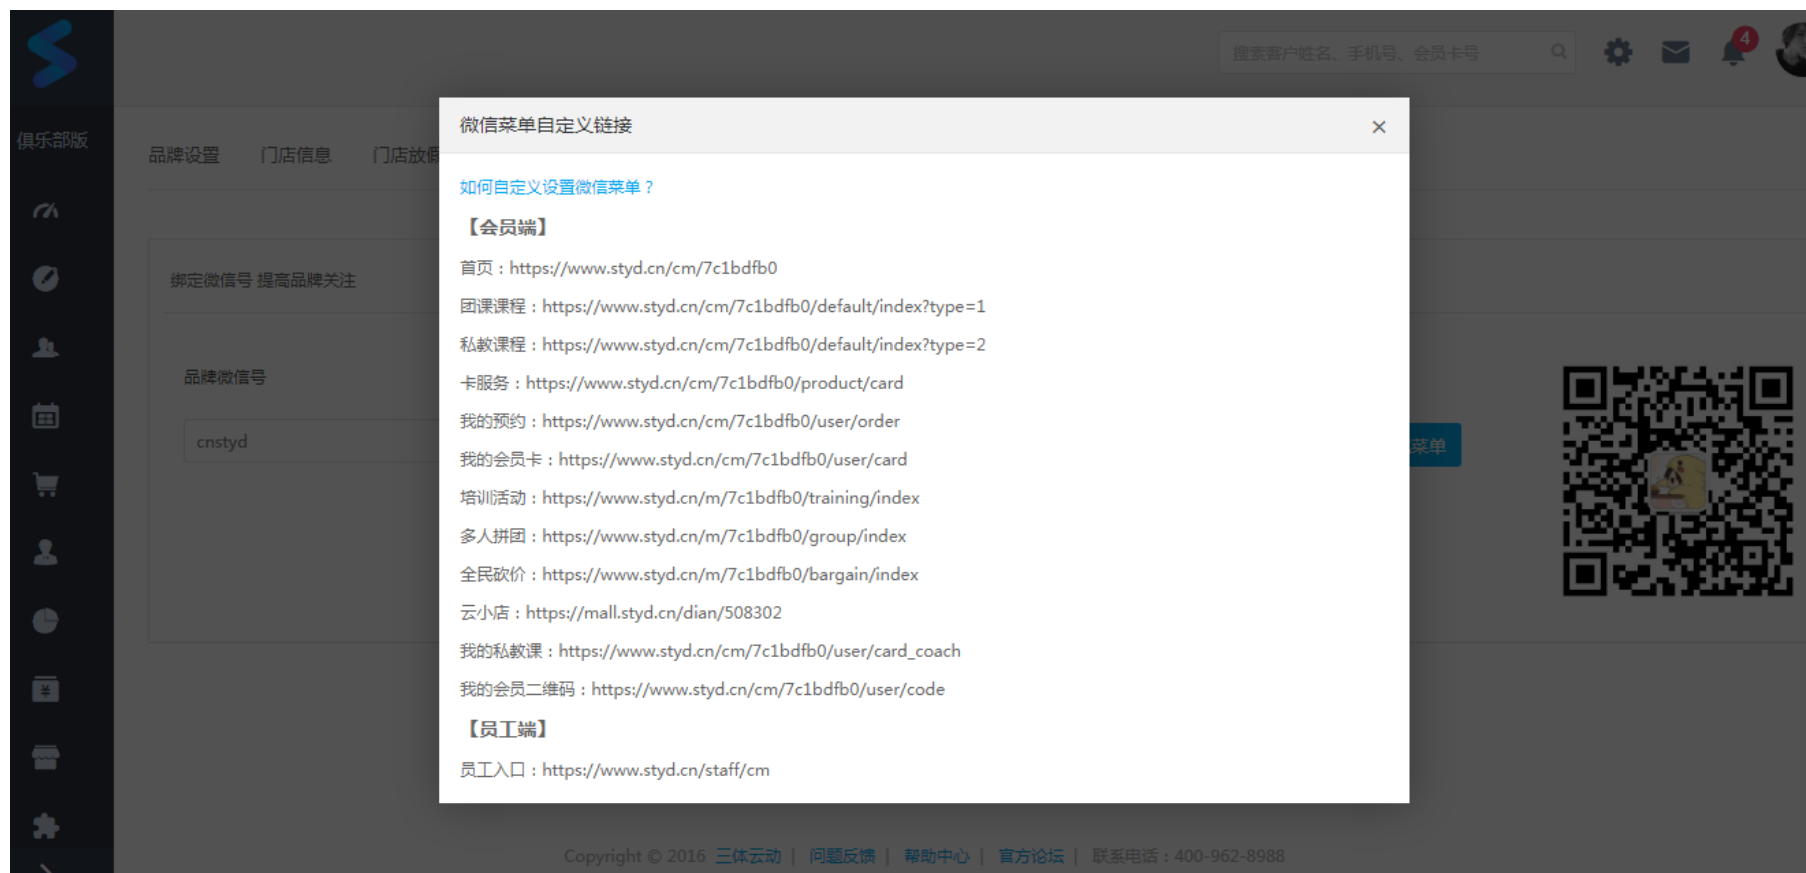 搜索客户姓名、手机号、会员卡号
4
俱乐部版
品牌设置 门店信息 门店放假
绑定微信号 提高品牌关注
品牌微信号
cnstyd
菜单
微信菜单自定义链接
如何自定义设置微信菜单？
【会员端】
首页：https://www.styd.cn/cm/7c1bdfb0
团课课程：https://www.styd.cn/cm/7c1bdfb0/default/index?type=1
私教课程：https://www.styd.cn/cm/7c1bdfb0/default/index?type=2
卡服务：https://www.styd.cn/cm/7c1bdfb0/product/card
我的预约：https://www.styd.cn/cm/7c1bdfb0/user/order
我的会员卡：https://www.styd.cn/cm/7c1bdfb0/user/card
培训活动：https://www.styd.cn/m/7c1bdfb0/training/index
多人拼团：https://www.styd.cn/m/7c1bdfb0/group/index
全民砍价：https://www.styd.cn/m/7c1bdfb0/bargain/index
云小店：https://mall.styd.cn/dian/508302
我的私教课：https://www.styd.cn/cm/7c1bdfb0/user/card_coach
我的会员二维码：https://www.styd.cn/cm/7c1bdfb0/user/code
【员工端】
员工入口：https://www.styd.cn/staff/cm
Copyright © 2016 三体云动 | 问题反馈 | 帮助中心 | 官方论坛 | 联系电话：400-962-8988